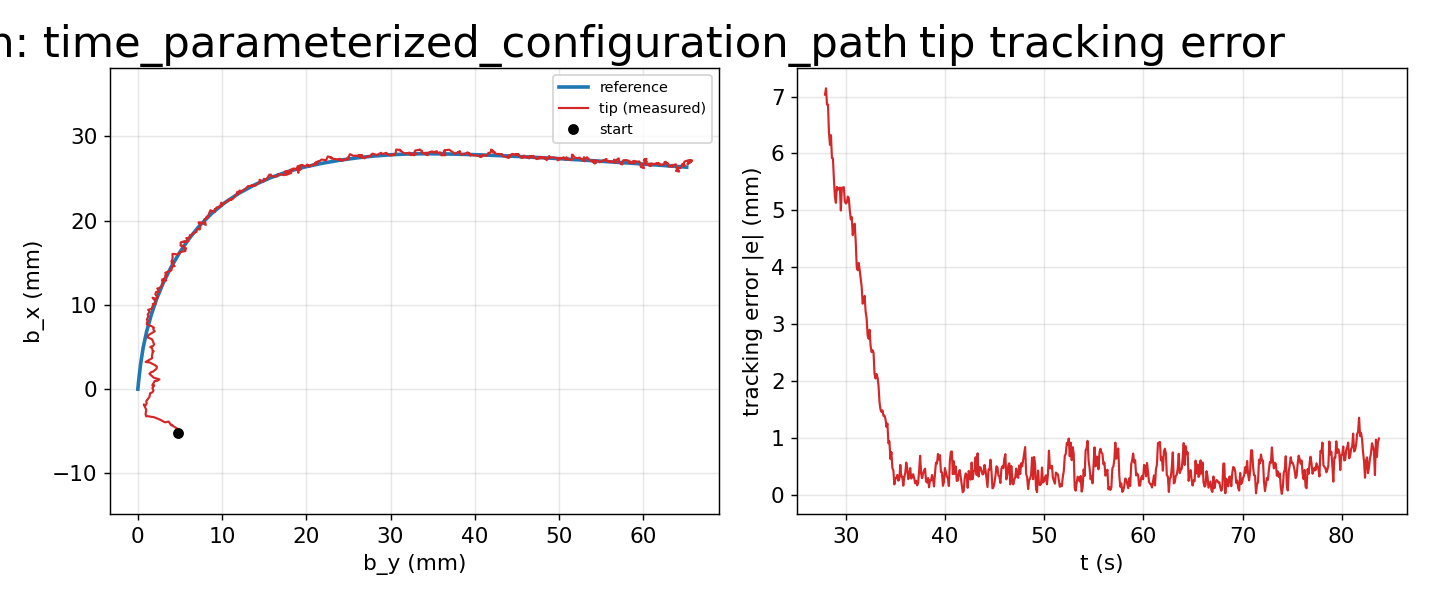 n: time_parameterized_configuration_path tip tracking error
reference
tip (measured)
start
30
20
10
0
−10
b_x (mm)
0 10 20 30 40 50 60
b_y (mm)
7
6
5
4
3
2
1
0
tracking error |e| (mm)
30 40 50 60 70 80
t (s)